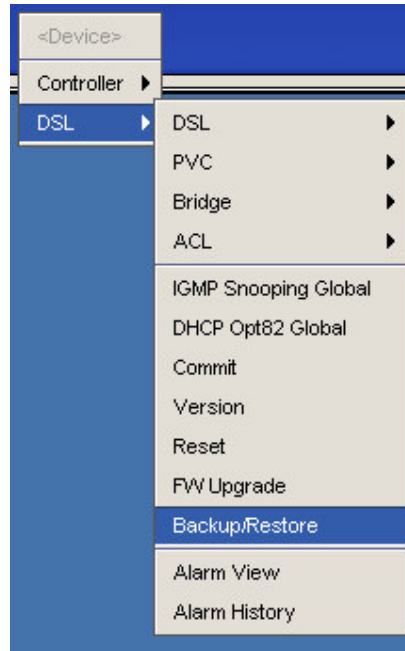 <Device>
Controller
DSL
DSL
PVC
Bridge
ACL
IGMP Snooping Global
DHCP Opt82 Global
Commit
Version
Reset
FW Upgrade
Backup/Restore
Alarm View
Alarm History